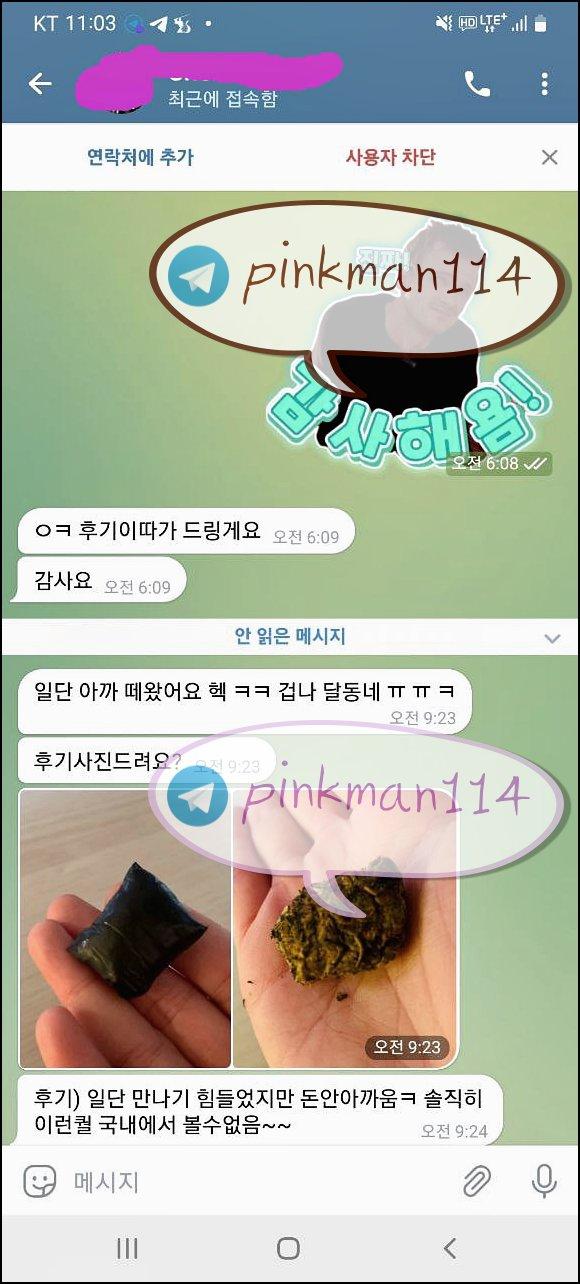 KT 11:03
최근에 접속함
연락처에 추가
사용자 차단
pinkman114
감사해욤!
오전 6:08
ㅇㅋ 후기이따가 드링게요 오전 6:09
감사요 오전 6:09
안 읽은 메시지
일단 아까 떼왔어요 헥 ㅋㅋ 겁나 달동네 ㅠ ㅠ ㅋ
오전 9:23
후기사진드려요? 오전 9:23
pinkman114
오전 9:23
후기) 일단 만나기 힘들었지만 돈안아까움ㅋ 솔직히
이런퀄 국내에서 볼수없음~~
오전 9:24
메시지